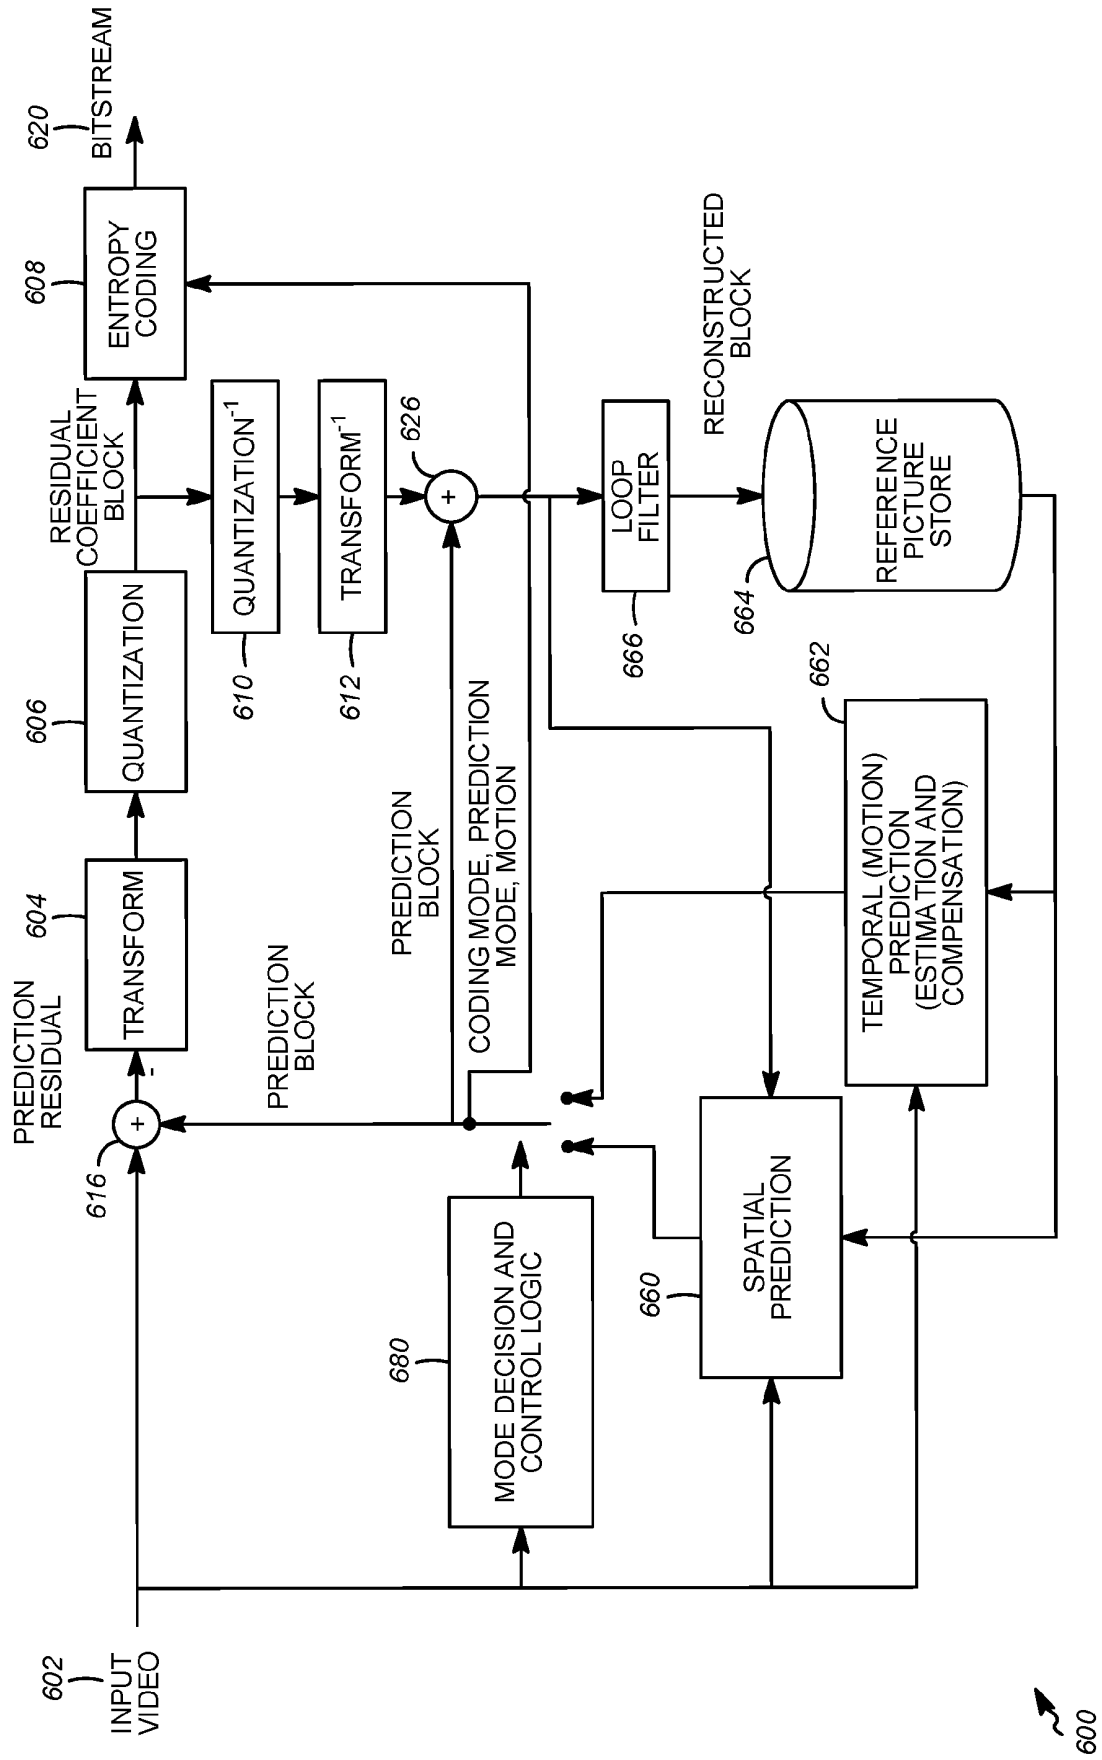 602
INPUT
VIDEO
616
+
-
PREDICTION
RESIDUAL
604
TRANSFORM
606
QUANTIZATION
RESIDUAL
COEFFICIENT
BLOCK
608
ENTROPY
CODING
620
BITSTREAM
610
QUANTIZATION-1
612
TRANSFORM-1
626
+
PREDICTION
BLOCK
PREDICTION
BLOCK
CODING MODE, PREDICTION
MODE, MOTION
680
MODE DECISION AND
CONTROL LOGIC
666
LOOP
FILTER
RECONSTRUCTED
BLOCK
660
SPATIAL
PREDICTION
662
TEMPORAL (MOTION)
PREDICTION
(ESTIMATION AND
COMPENSATION)
664
REFERENCE
PICTURE
STORE
600